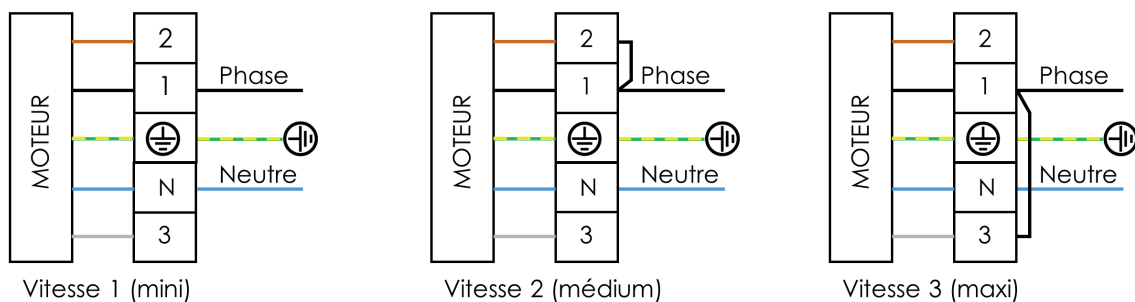 MOTEUR
2
1
Phase
N
Neutre
3
Vitesse 1 (mini)
MOTEUR
2
1
Phase
N
Neutre
3
Vitesse 2 (médium)
MOTEUR
2
1
Phase
N
Neutre
3
Vitesse 3 (maxi)